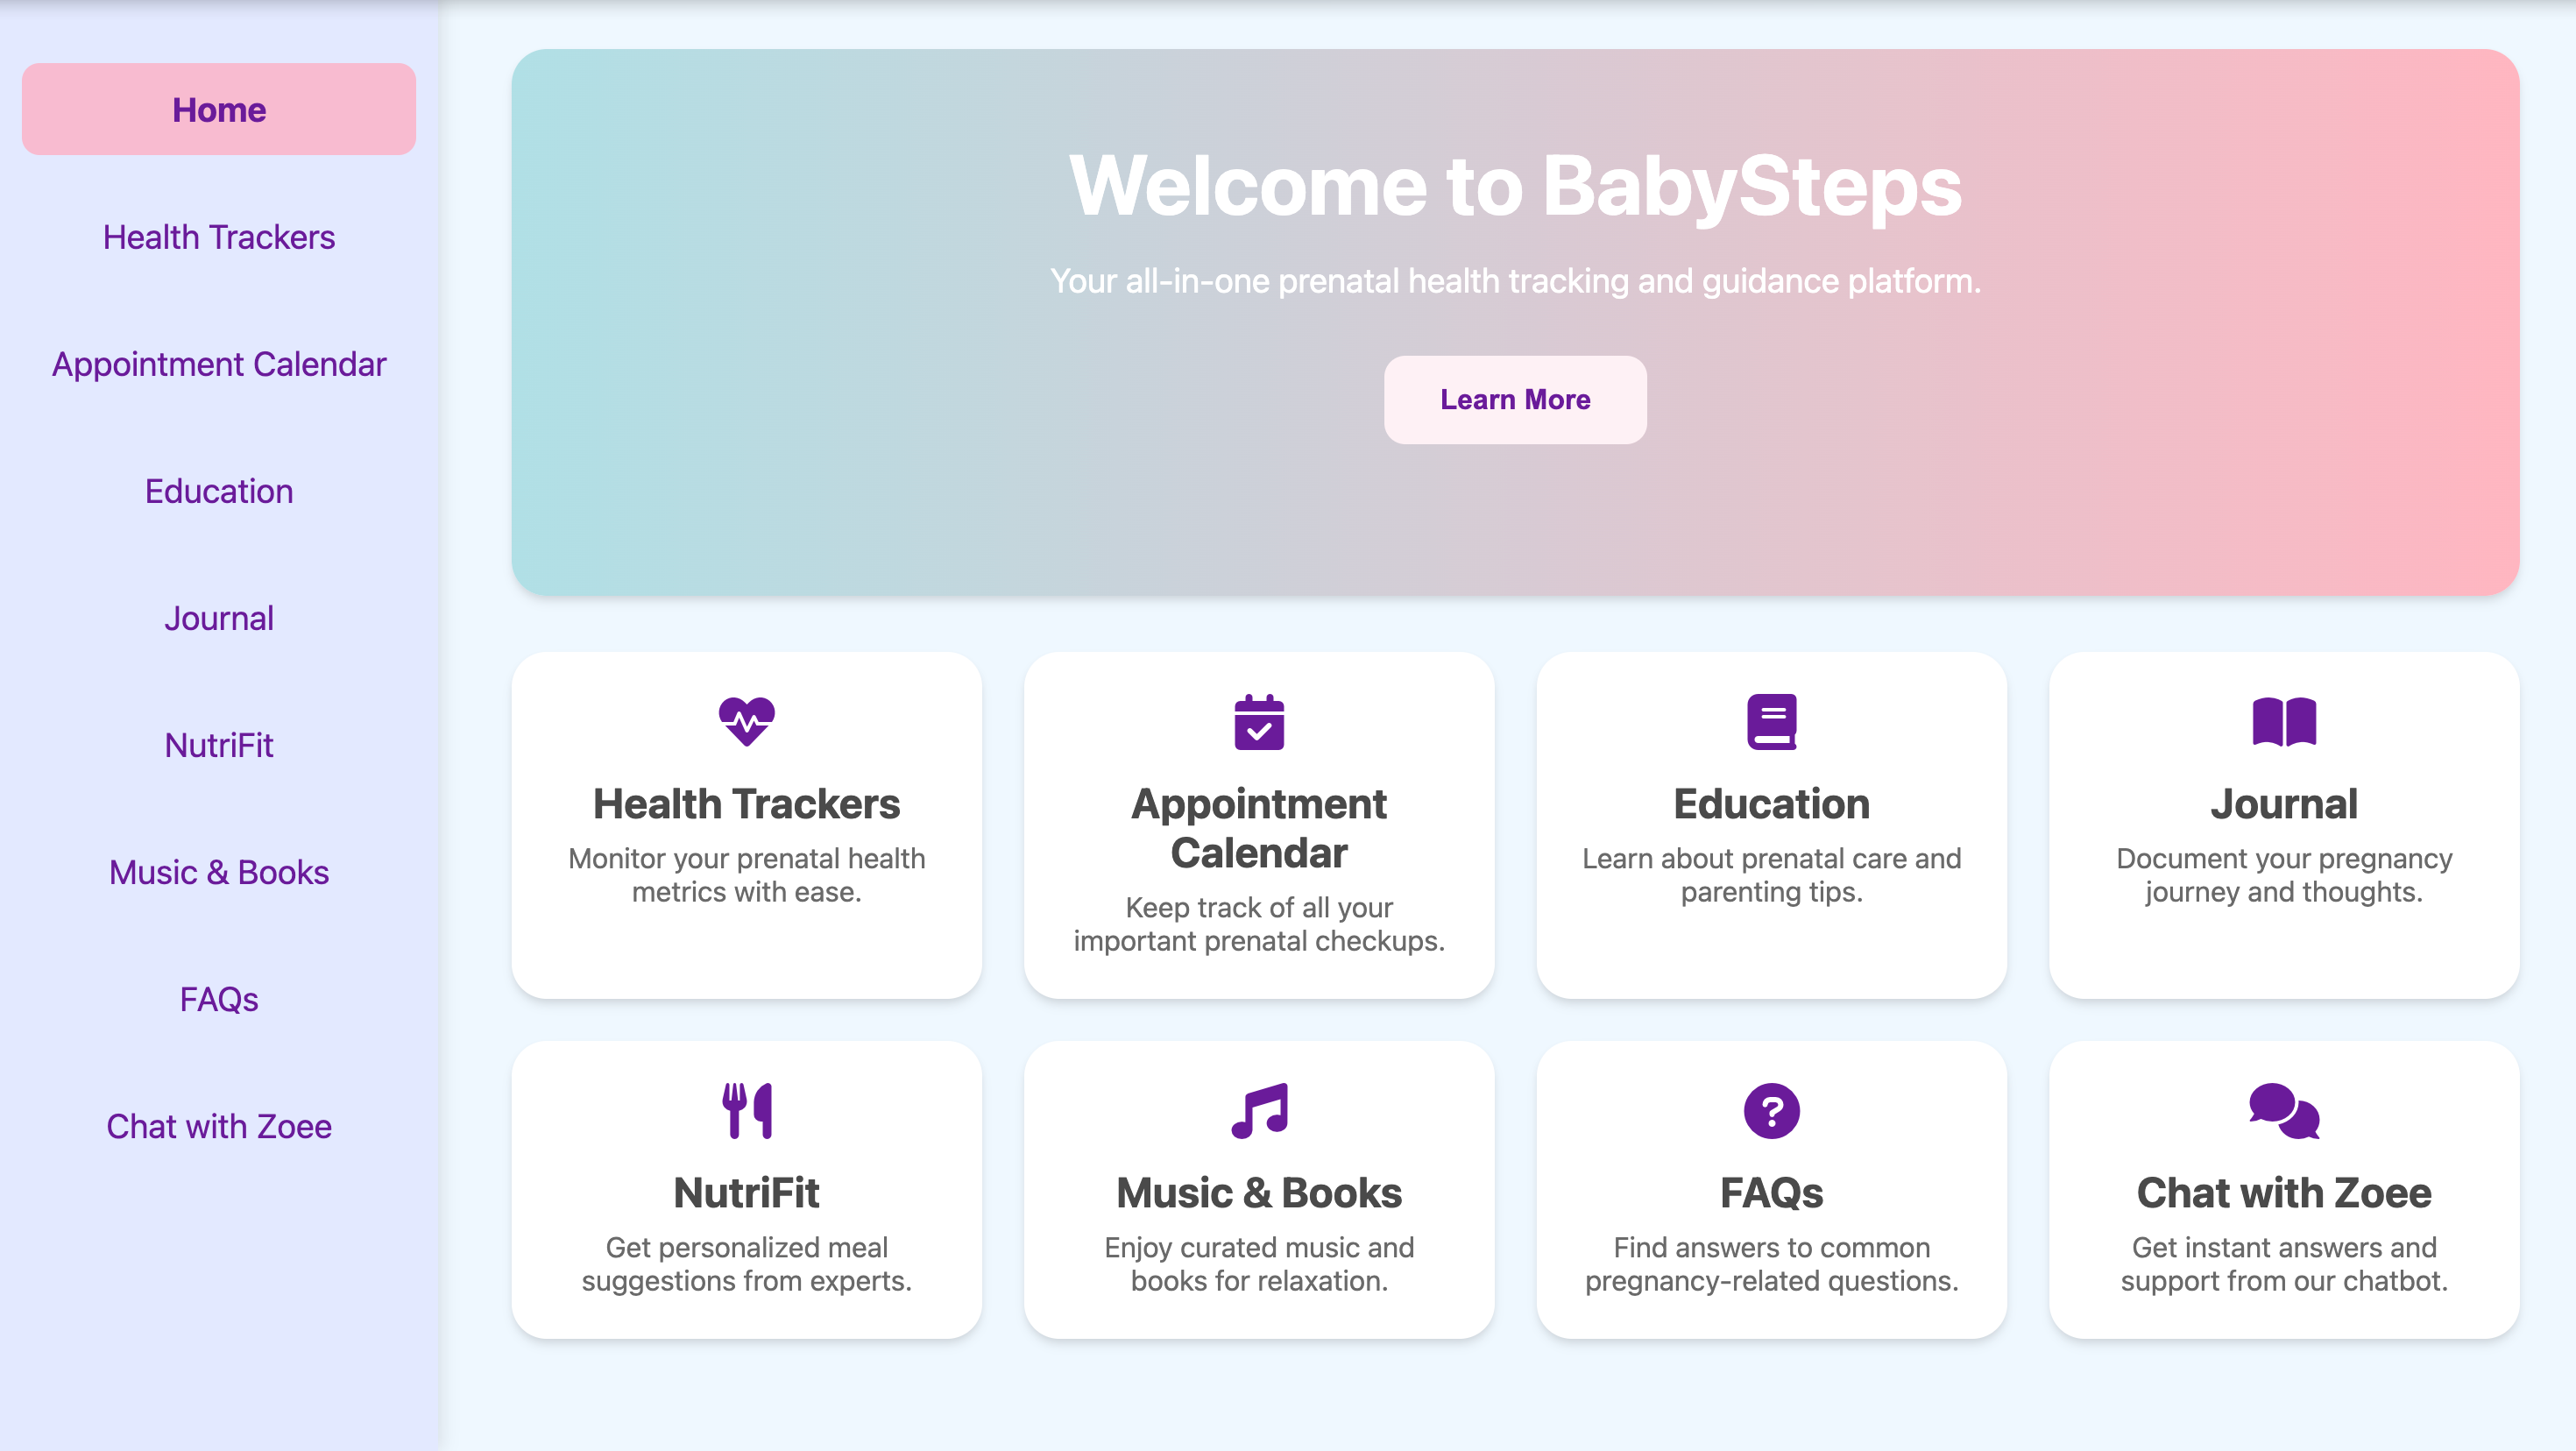 Home
Health Trackers
Appointment Calendar
Education
Journal
NutriFit
Music & Books
FAQs
Chat with Zoee
Welcome to BabySteps
Your all-in-one prenatal health tracking and guidance platform.
Learn More
Health Trackers
Monitor your prenatal health
metrics with ease.
Appointment
Calendar
Keep track of all your
important prenatal checkups.
Education
Learn about prenatal care and
parenting tips.
Journal
Document your pregnancy
journey and thoughts.
NutriFit
Get personalized meal
suggestions from experts.
Music & Books
Enjoy curated music and
books for relaxation.
FAQs
Find answers to common
pregnancy-related questions.
Chat with Zoee
Get instant answers and
support from our chatbot.